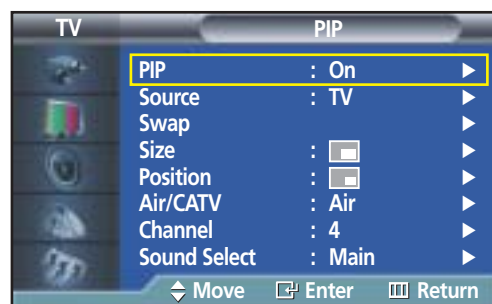 TV PIP
PIP : On
Source : TV
Swap
Size :
Position :
Air/CATV : Air
Channel : 4
Sound Select : Main
Move Enter Return